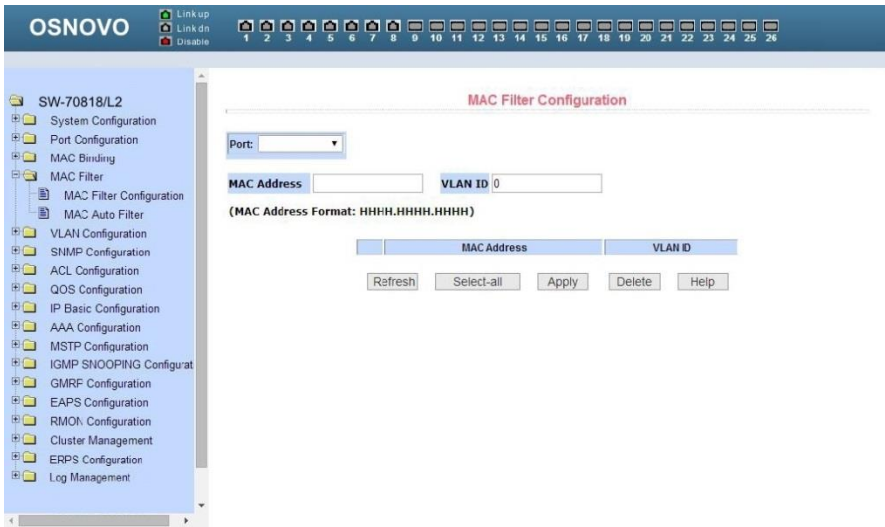 OSNOVO
Link up
Link dn
Disable
1 2 3 4 5 6 7 8 9 10 11 12 13 14 15 16 17 18 19 20 21 22 23 24 25 26
SW-70818/L2
System Configuration
Port Configuration
MAC Binding
MAC Filter
MAC Filter Configuration
MAC Auto Filter
VLAN Configuration
SNMP Configuration
ACL Configuration
QOS Configuration
IP Basic Configuration
AAA Configuration
MSTP Configuration
IGMP SNOOPING Configurat
GMRP Configuration
EAPS Configuration
RMON Configuration
Cluster Management
ERPS Configuration
Log Management
MAC Filter Configuration
Port:
MAC Address
VLAN ID 0
(MAC Address Format: HHHH.HHHH.HHHH)
MAC Address VLAN ID
Refresh Select-all Apply Delete Help